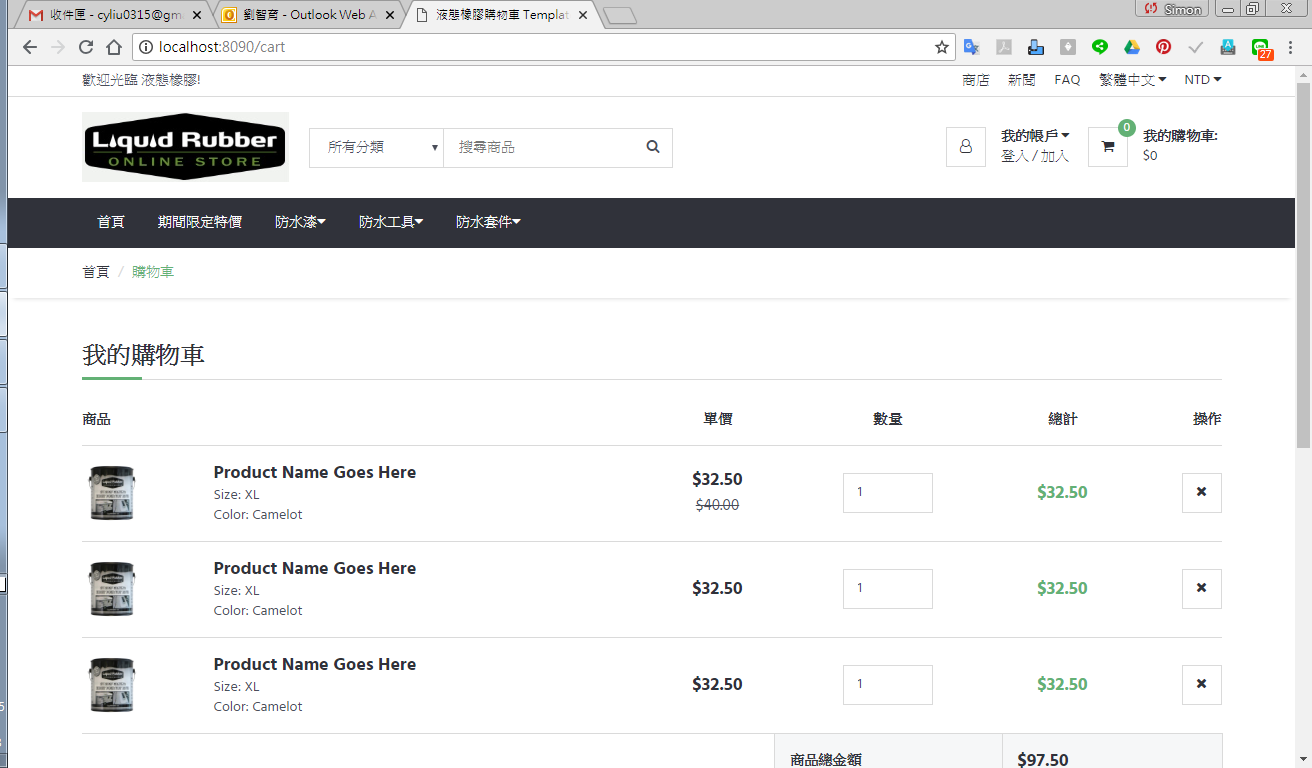 收件匣 - cyliu0315@gm
劉智育 - Outlook Web A
液態橡膠購物車 Templat
Simon
localhost:8090/cart
27
歡迎光臨 液態橡膠!
商店 新聞 FAQ 繁體中文 NTD
LIQUID RUBBER
ONLINE STORE
所有分類
搜尋商品
我的帳戶
登入 / 加入
0
我的購物車:
$0
首頁 期間限定特價 防水漆 防水工具 防水套件
首頁 / 購物車
我的購物車
商品 單價 數量 總計 操作
Product Name Goes Here
Size: XL
Color: Camelot
$32.50
$40.00
1
$32.50
Product Name Goes Here
Size: XL
Color: Camelot
$32.50
1
$32.50
Product Name Goes Here
Size: XL
Color: Camelot
$32.50
1
$32.50
商品總金額 $97.50